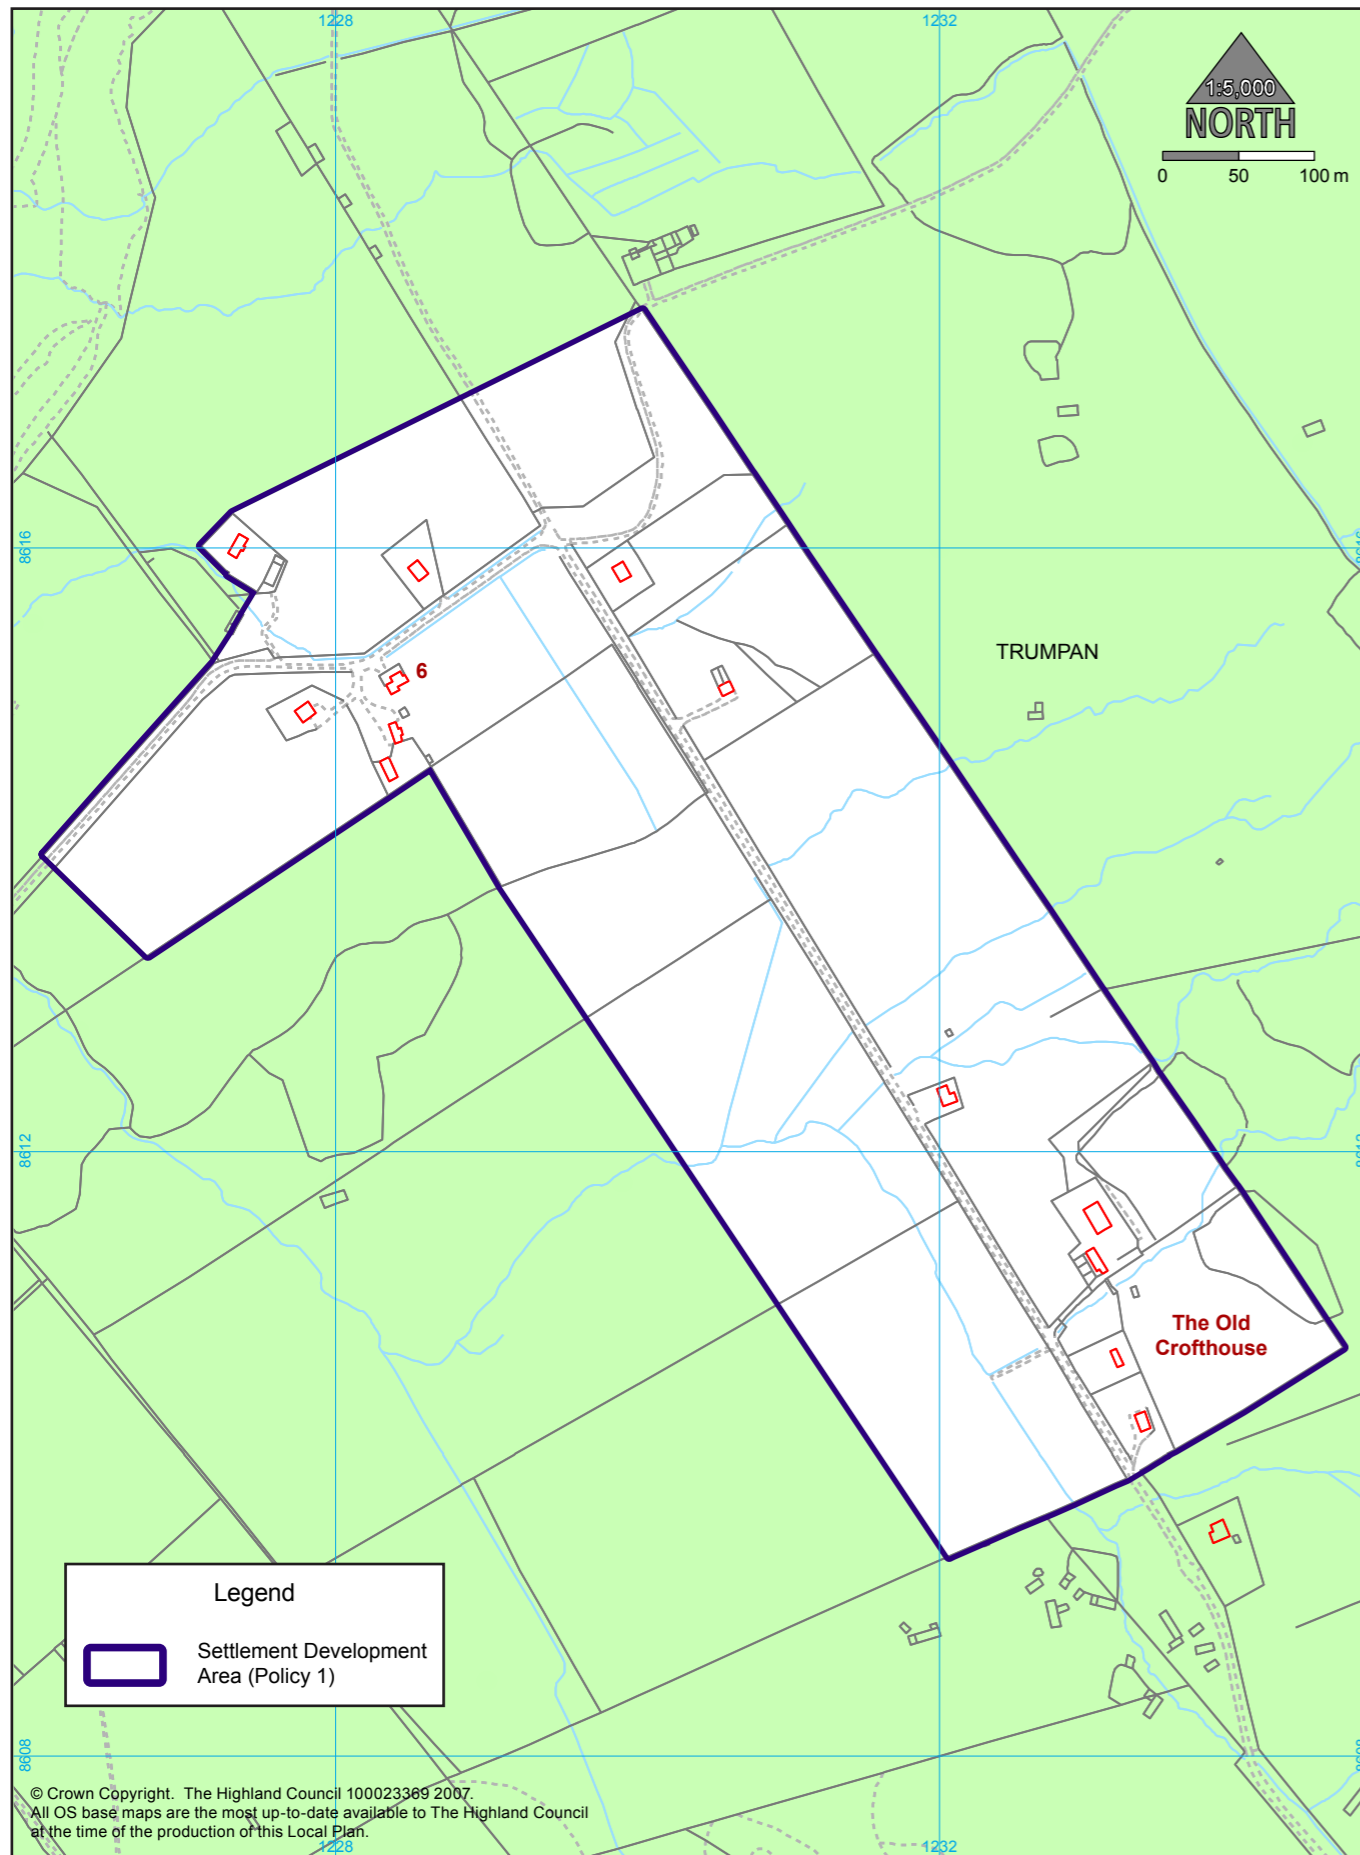 1228
1232
1:5,000
NORTH
0 50 100 m
8616
8616
TRUMPAN
6
8612
8612
The Old
Crofthouse
Legend
Settlement Development
Area (Policy 1)
8608
8608
© Crown Copyright. The Highland Council 100023369 2007.
All OS base maps are the most up-to-date available to The Highland Council
at the time of the production of this Local Plan.
1228
1232